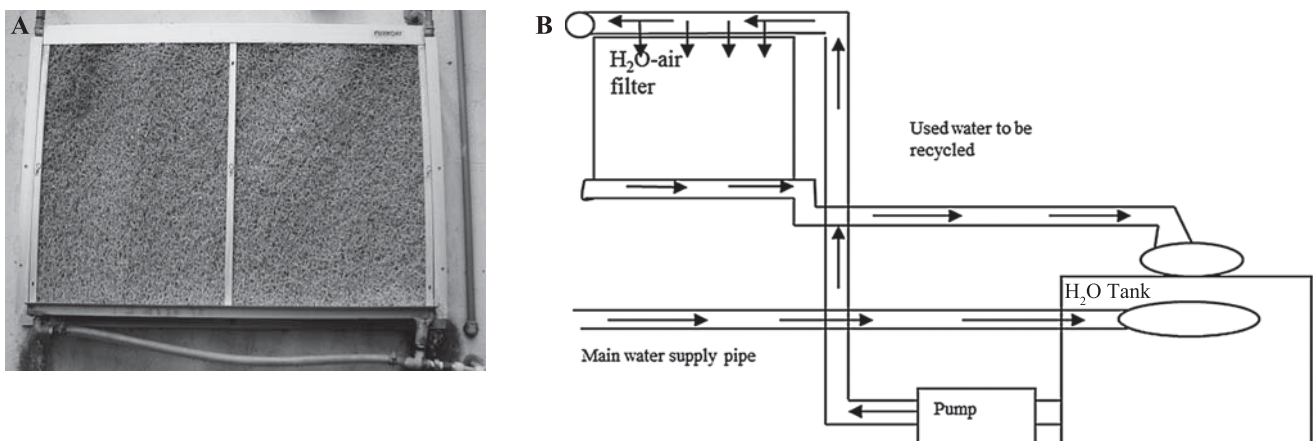 A
B
H₂O-air
filter
Used water to be
recycled
H₂O Tank
Main water supply pipe
Pump